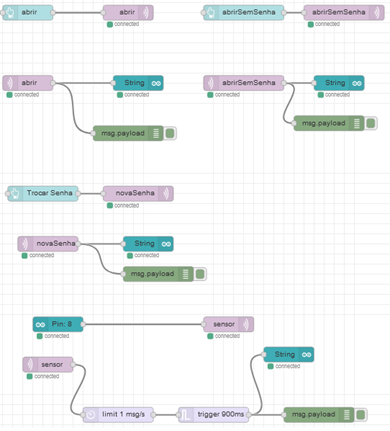 abrir
abrir
connected
abrirSemSenha
abrirSemSenha
connected
abrir
connected
String
connected
msg.payload
abrirSemSenha
connected
String
connected
msg.payload
Trocar Senha
novaSenha
connected
novaSenha
connected
String
connected
msg.payload
Pin: 8
connected
sensor
connected
sensor
connected
String
connected
limit 1 msg/s
trigger 900ms
msg.payload